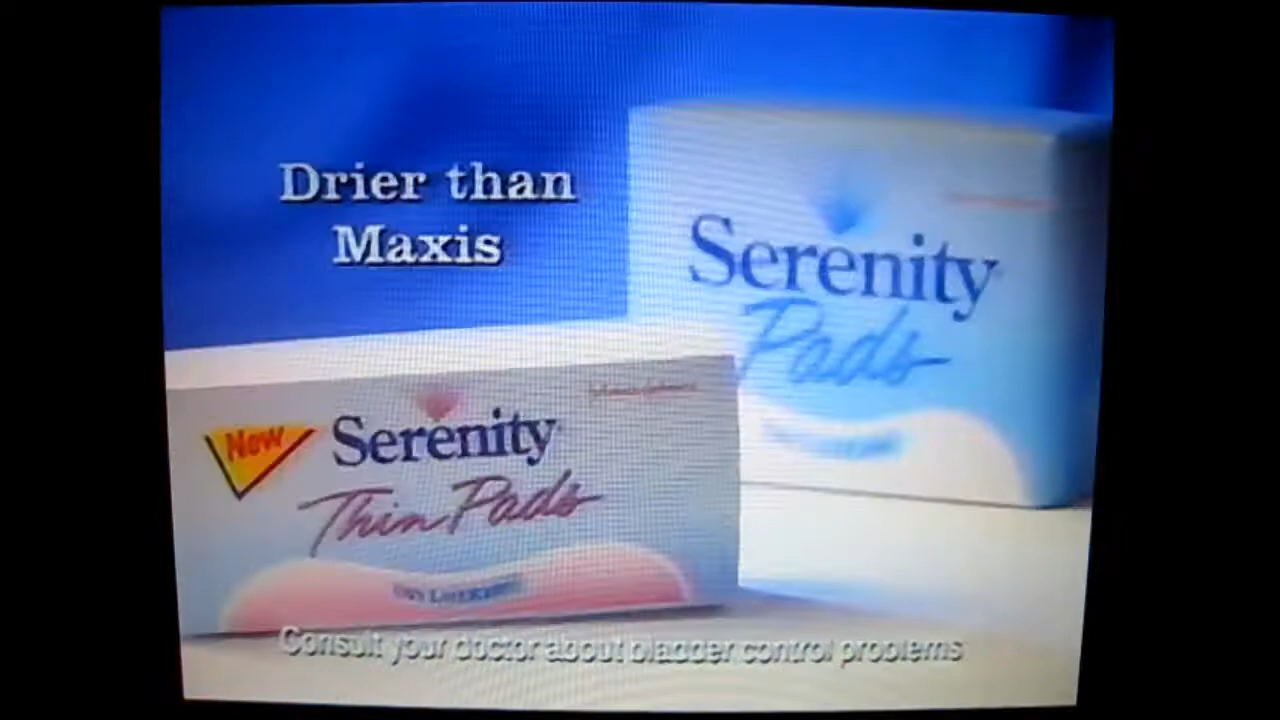 Drier than
Maxis
Serenity
Pads
New
Serenity
Thin Pads
Consult your doctor about bladder control problems